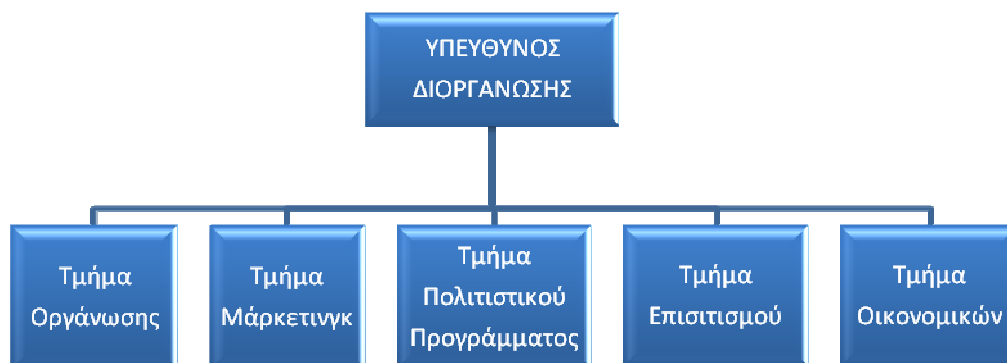 ΥΠΕΥΘΥΝΟΣ
ΔΙΟΡΓΑΝΩΣΗΣ
Τμήμα
Οργάνωσης
Τμήμα
Μάρκετινγκ
Τμήμα
Πολιτιστικού
Προγράμματος
Τμήμα
Επισιτισμού
Τμήμα
Οικονομικών